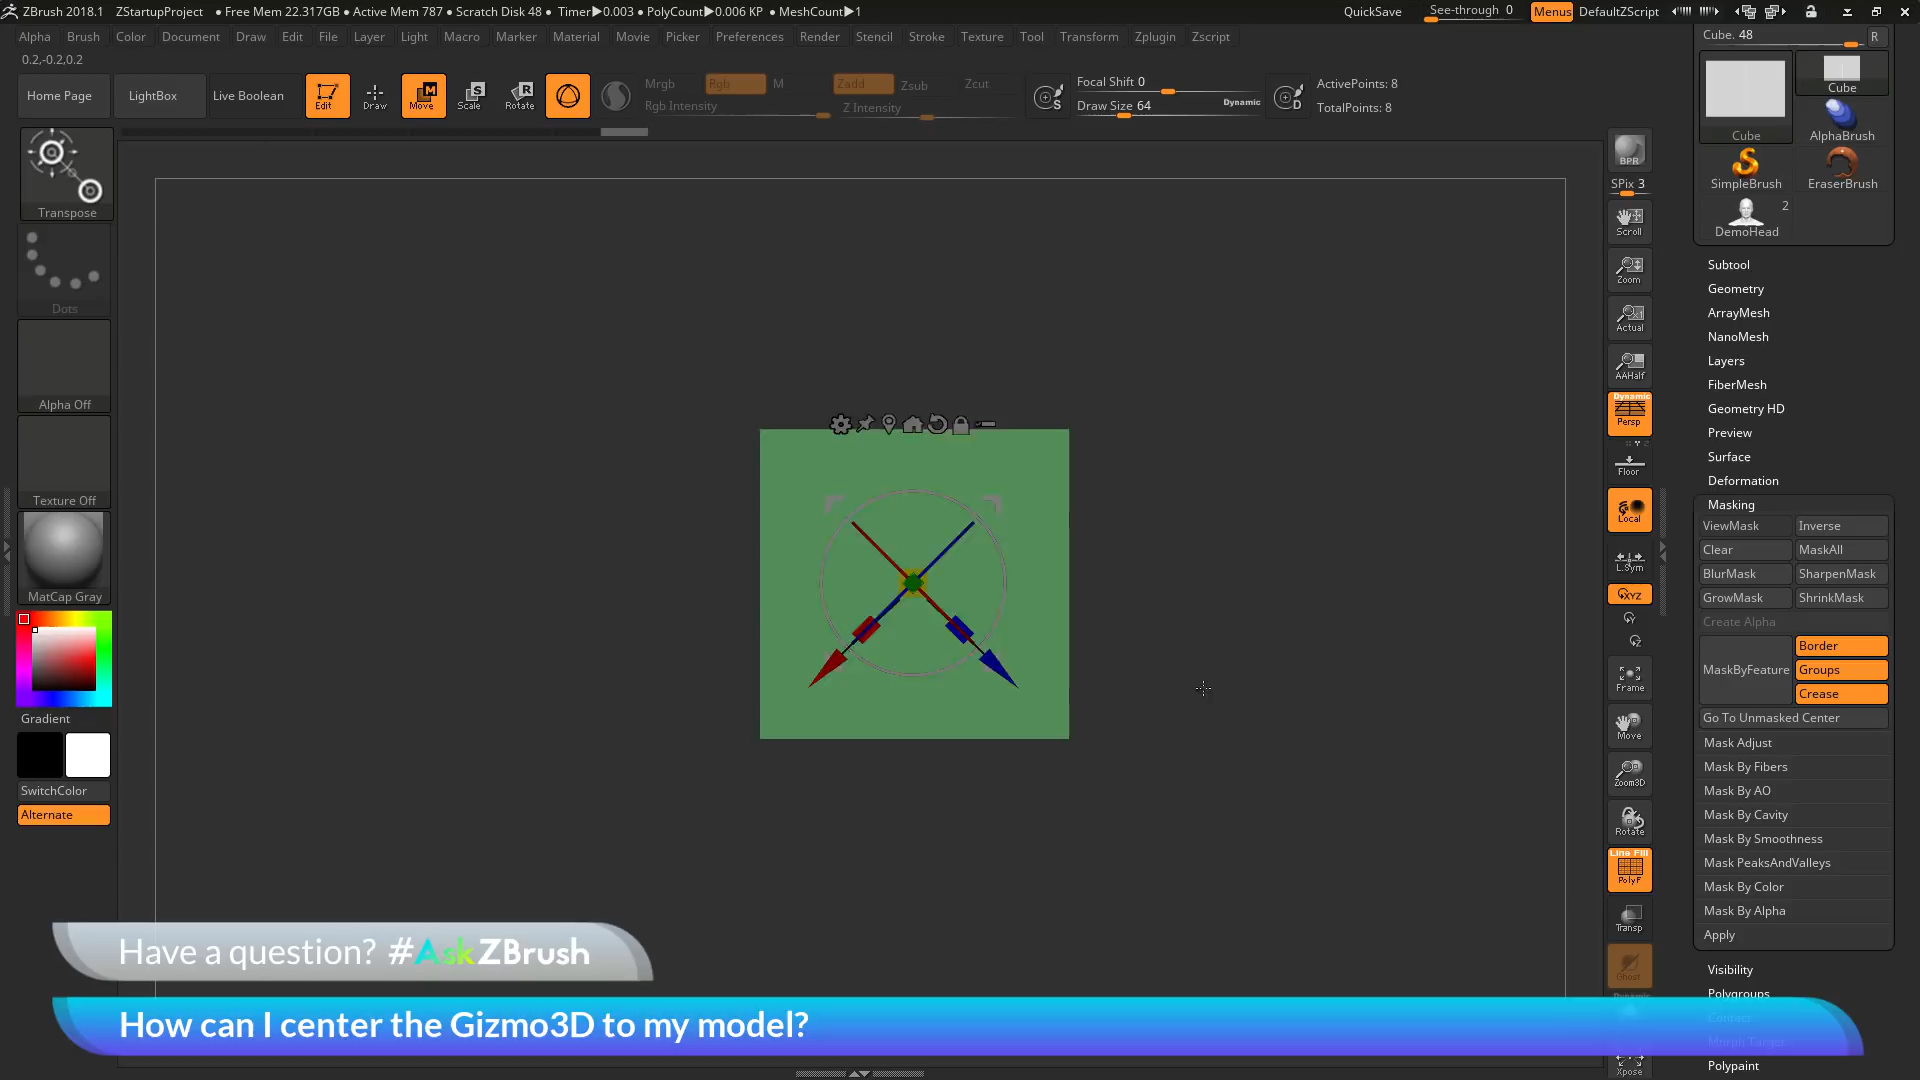 ZBrush 2018.1 ZStartupProject • Free Mem 22.317GB • Active Mem 787 • Scratch Disk 48 • Timer▶0.003 • PolyCount▶0.006 KP • MeshCount▶1 QuickSave See-through 0 Menus DefaultZScript
Alpha Brush Color Document Draw Edit File Layer Light Macro Marker Material Movie Picker Preferences Render Stencil Stroke Texture Tool Transform Zplugin Zscript
0.2,-0.2,0.2
Home Page LightBox Live Boolean Edit Draw Move Scale Rotate
Mrgb Rgb M Zadd Zsub Zcut
Rgb Intensity Z Intensity
S
Focal Shift 0
Draw Size 64 Dynamic
D
ActivePoints: 8
TotalPoints: 8
Transpose
Dots
Alpha Off
Texture Off
MatCap Gray
Gradient
SwitchColor
Alternate
BPR
SPix 3
Scroll
Zoom
Actual
AAHalf
Dynamic
Persp
Floor
Local
L.Sym
XYZ
Y
Z
Frame
Move
Zoom3D
Rotate
Line Fill
PolyF
Transp
Ghost
Dynamic
Xpose
Cube. 48 R
Cube
Cube
AlphaBrush
SimpleBrush EraserBrush
2
DemoHead
Subtool
Geometry
ArrayMesh
NanoMesh
Layers
FiberMesh
Geometry HD
Preview
Surface
Deformation
Masking
ViewMask Inverse
Clear MaskAll
BlurMask SharpenMask
GrowMask ShrinkMask
Create Alpha
MaskByFeature
Border
Groups
Crease
Go To Unmasked Center
Mask Adjust
Mask By Fibers
Mask By AO
Mask By Cavity
Mask By Smoothness
Mask PeaksAndValleys
Mask By Color
Mask By Alpha
Apply
Visibility
Polygroups
Contact
Morph Target
Polypaint
Have a question? #AskZBrush
How can I center the Gizmo3D to my model?